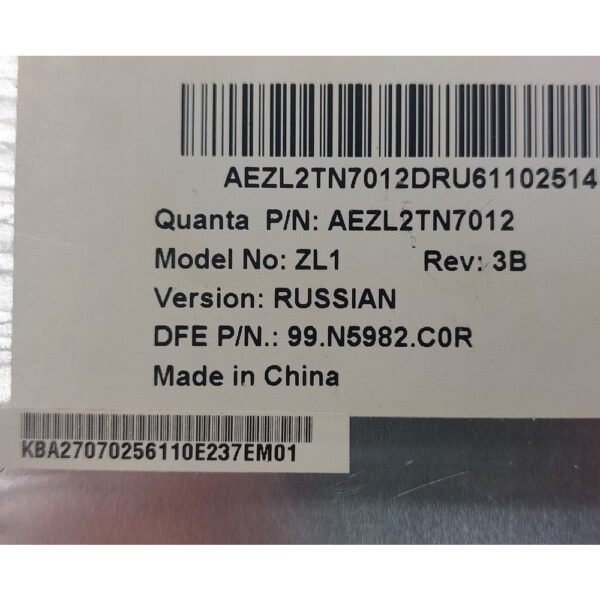 AEZL2TN7012DRU61102514
Quanta P/N: AEZL2TN7012
Model No: ZL1 Rev: 3B
Version: RUSSIAN
DFE P/N.: 99.N5982.C0R
Made in China
KBA27070256110E237EM01